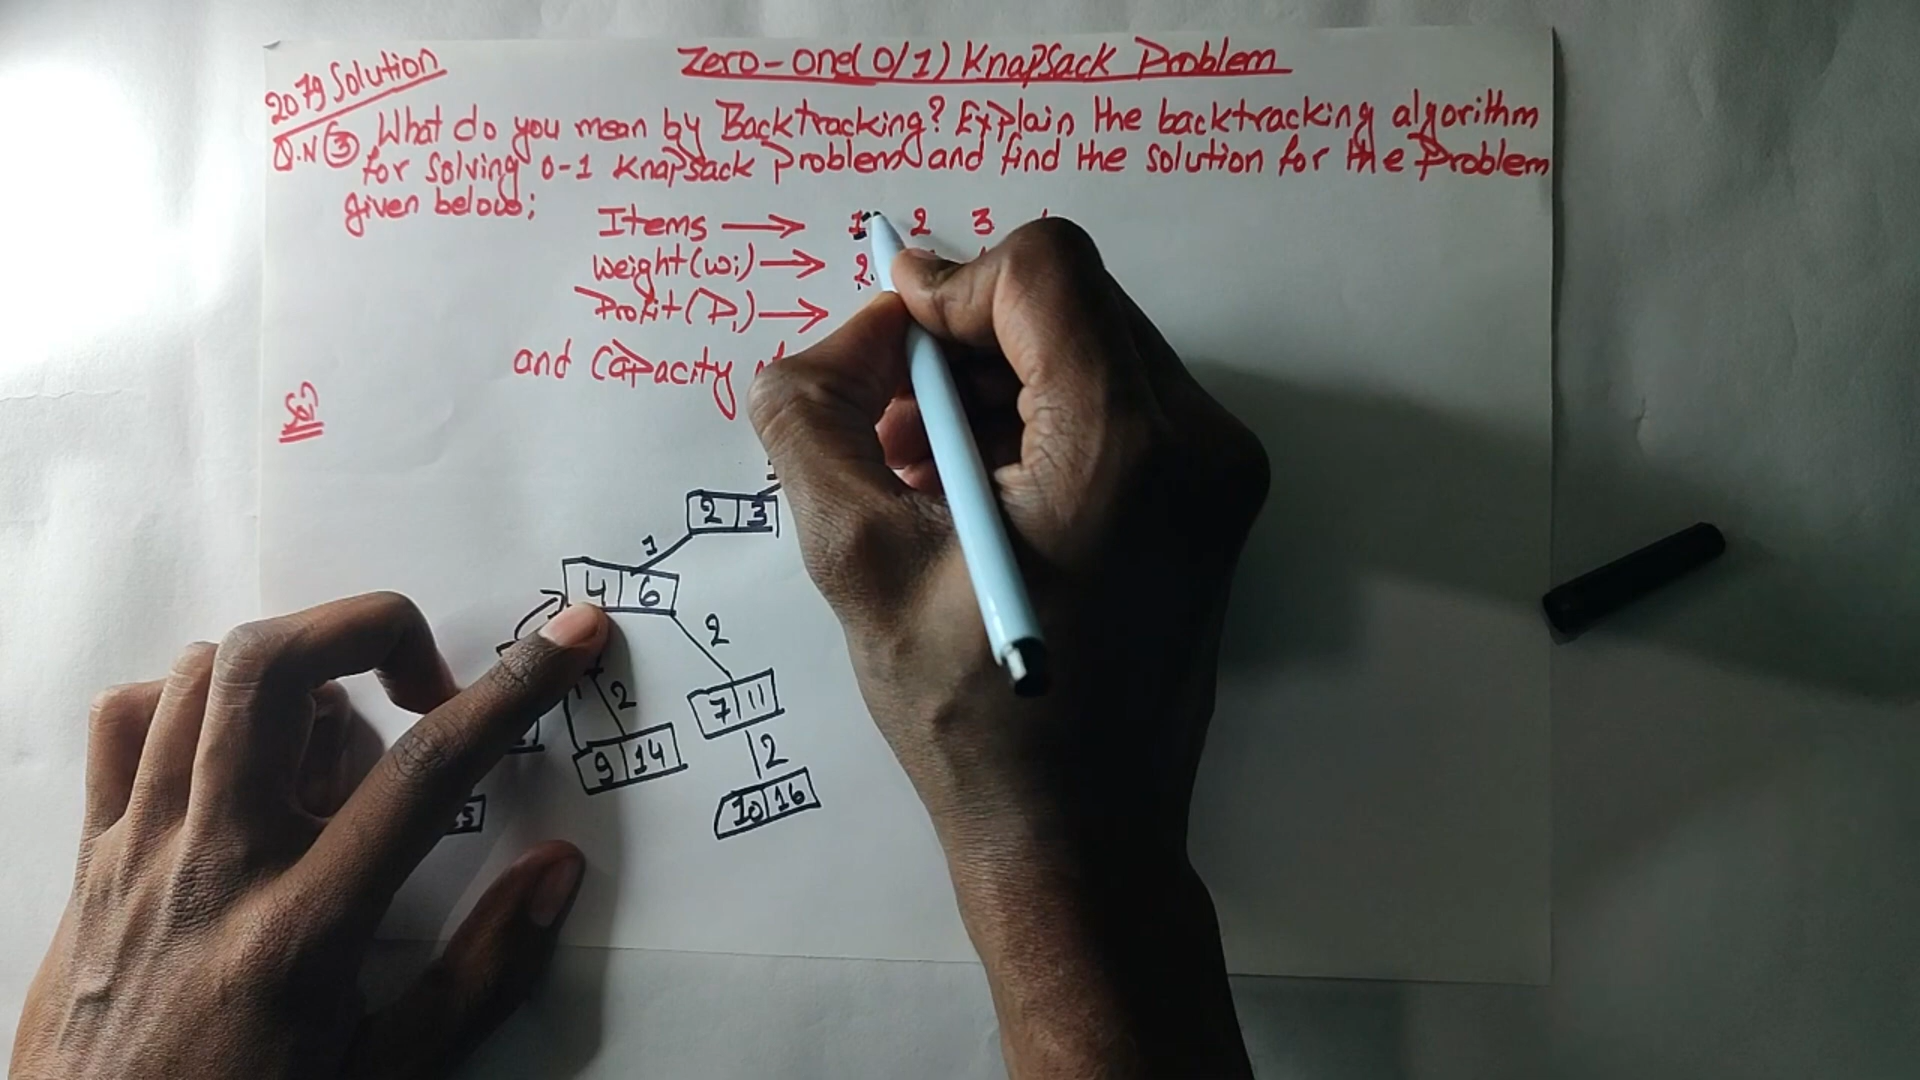 Zero-one(0/1) Knapsack Problem
2079 Solution
Q.N (3) What do you mean by Backtracking? Explain the backtracking algorithm
for Solving 0-1 Knapsack Problem and find the solution for the Problem
given below;
Items → 1 2 3
Weight(wi) → 2
Profit(Pi) →
and Capacity
Sol
2 3
1
4 6
2
2
7 11
9 14
2
10 16